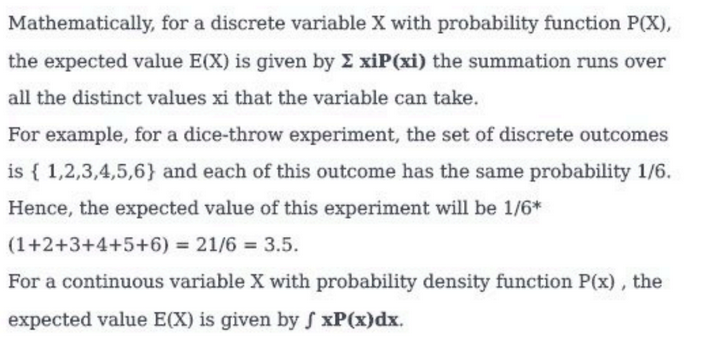 Mathematically, for a discrete variable X with probability function P(X),
the expected value E(X) is given by Σ xiP(xi) the summation runs over
all the distinct values xi that the variable can take.
For example, for a dice-throw experiment, the set of discrete outcomes
is { 1,2,3,4,5,6} and each of this outcome has the same probability 1/6.
Hence, the expected value of this experiment will be 1/6*
(1+2+3+4+5+6) = 21/6 = 3.5.
For a continuous variable X with probability density function P(x) , the
expected value E(X) is given by ∫ xP(x)dx.